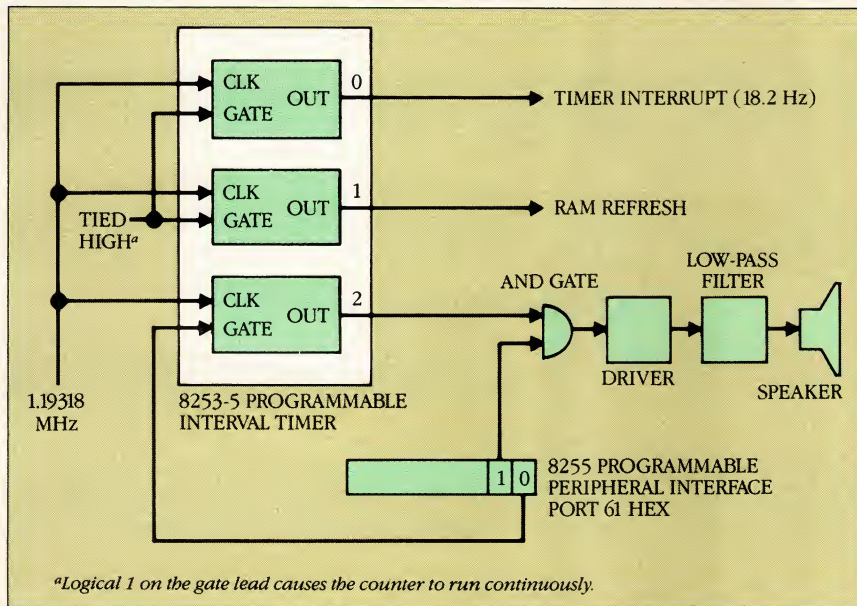 CLK
GATE
OUT
0
TIMER INTERRUPT (18.2 Hz)
CLK
GATE
OUT
1
RAM REFRESH
TIED
HIGHᵃ
CLK
GATE
OUT
2
AND GATE
LOW-PASS
FILTER
DRIVER
SPEAKER
1.19318
MHz
8253-5 PROGRAMMABLE
INTERVAL TIMER
1 0
8255 PROGRAMMABLE
PERIPHERAL INTERFACE
PORT 61 HEX
ᵃLogical 1 on the gate lead causes the counter to run continuously.